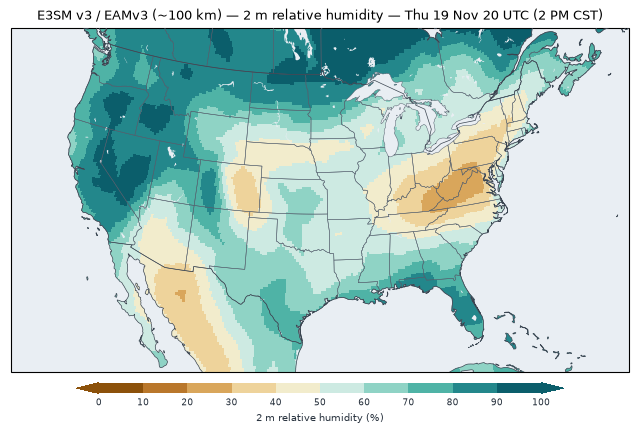 E3SM v3 / EAMv3 (~100 km) — 2 m relative humidity — Thu 19 Nov 20 UTC (2 PM CST)
0 10 20 30 40 50 60 70 80 90 100
2 m relative humidity (%)